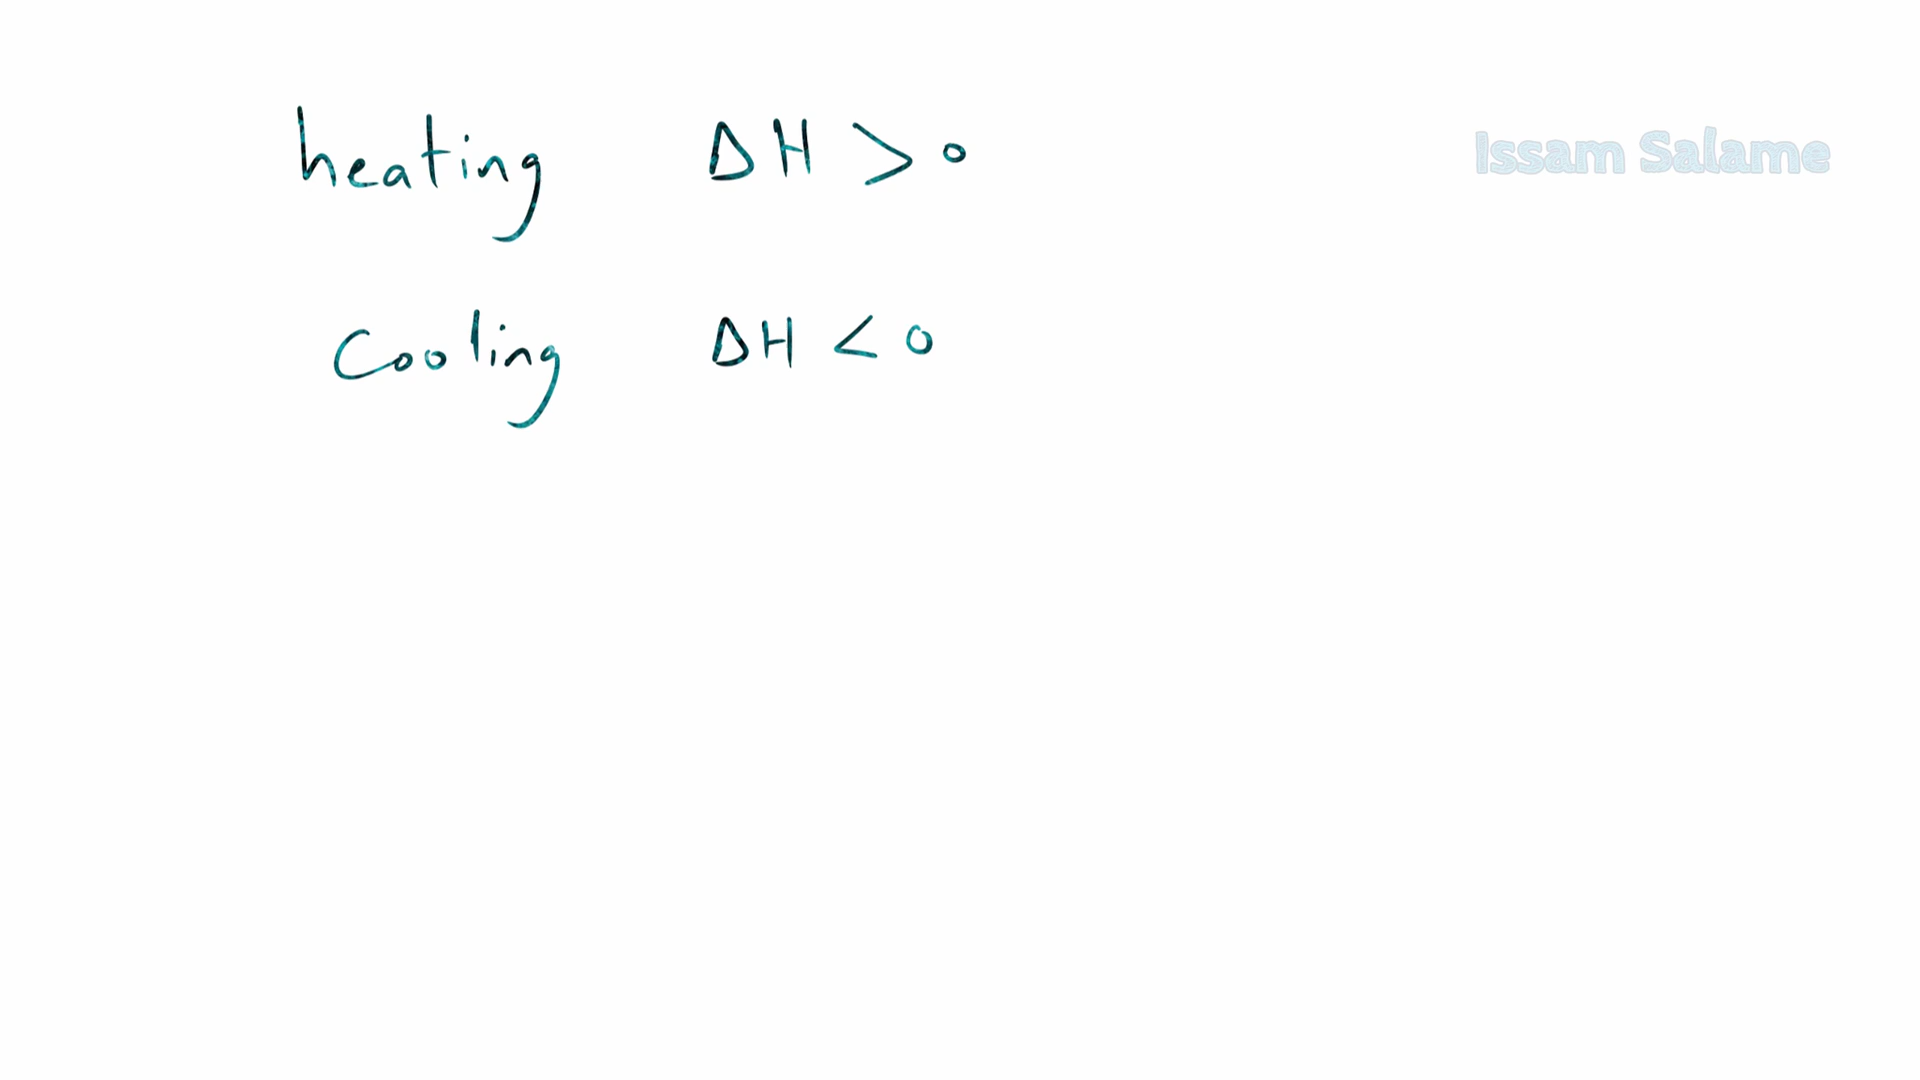 heating ΔH > 0
Issam Salame
Cooling ΔH < 0